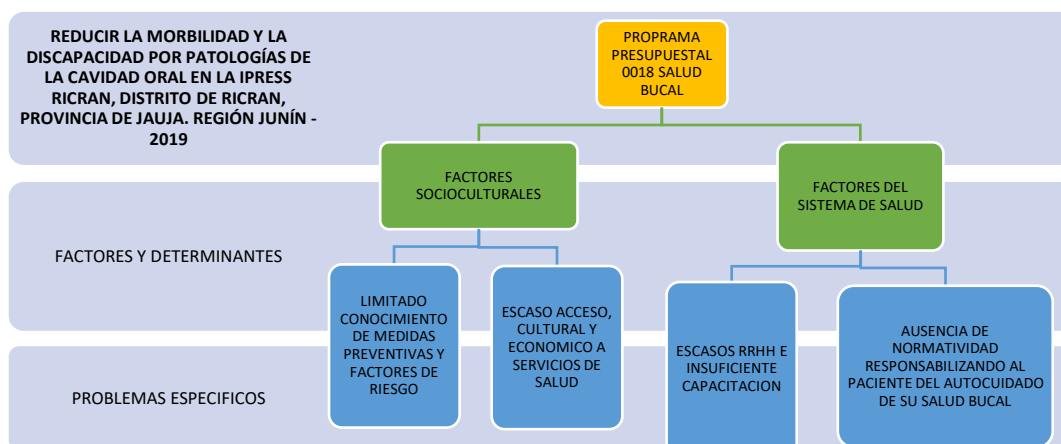 REDUCIR LA MORBILIDAD Y LA
DISCAPACIDAD POR PATOLOGÍAS DE
LA CAVIDAD ORAL EN LA IPRESS
RICRAN, DISTRITO DE RICRAN,
PROVINCIA DE JAUJA. REGIÓN JUNÍN -
2019
PROPRAMA
PRESUPUESTAL
0018 SALUD
BUCAL
FACTORES
SOCIOCULTURALES
FACTORES DEL
SISTEMA DE SALUD
FACTORES Y DETERMINANTES
LIMITADO
CONOCIMIENTO
DE MEDIDAS
PREVENTIVAS Y
FACTORES DE
RIESGO
ESCASO ACCESO,
CULTURAL Y
ECONOMICO A
SERVICIOS DE
SALUD
ESCASOS RRHH E
INSUFICIENTE
CAPACITACION
AUSENCIA DE
NORMATIVIDAD
RESPONSABILIZANDO AL
PACIENTE DEL AUTOCUIDADO
DE SU SALUD BUCAL
PROBLEMAS ESPECIFICOS